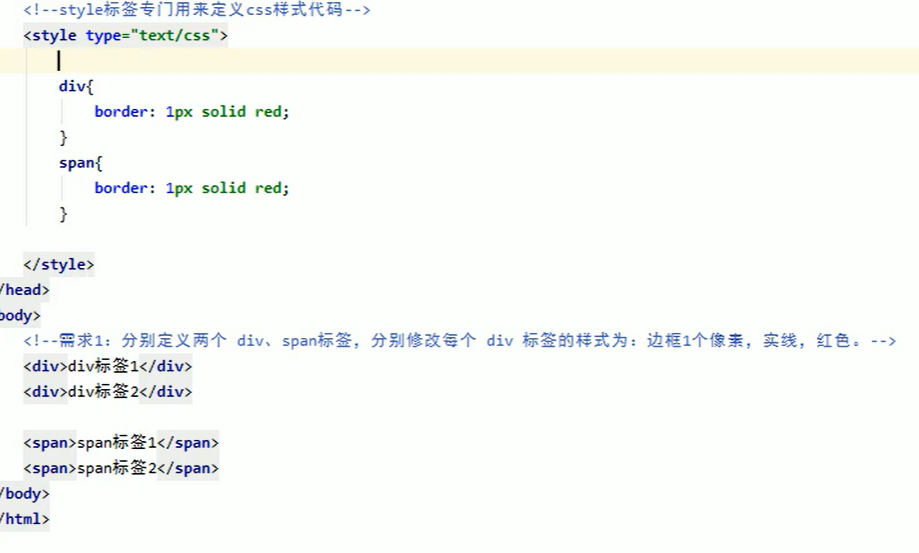 <!--style标签专门用来定义css样式代码-->
<style type="text/css">
div{
border: 1px solid red;
}
span{
border: 1px solid red;
}
</style>
/head>
body>
<!--需求1：分别定义两个 div、span标签，分别修改每个 div 标签的样式为：边框1个像素，实线，红色。-->
<div>div标签1</div>
<div>div标签2</div>
<span>span标签1</span>
<span>span标签2</span>
/body>
/html>